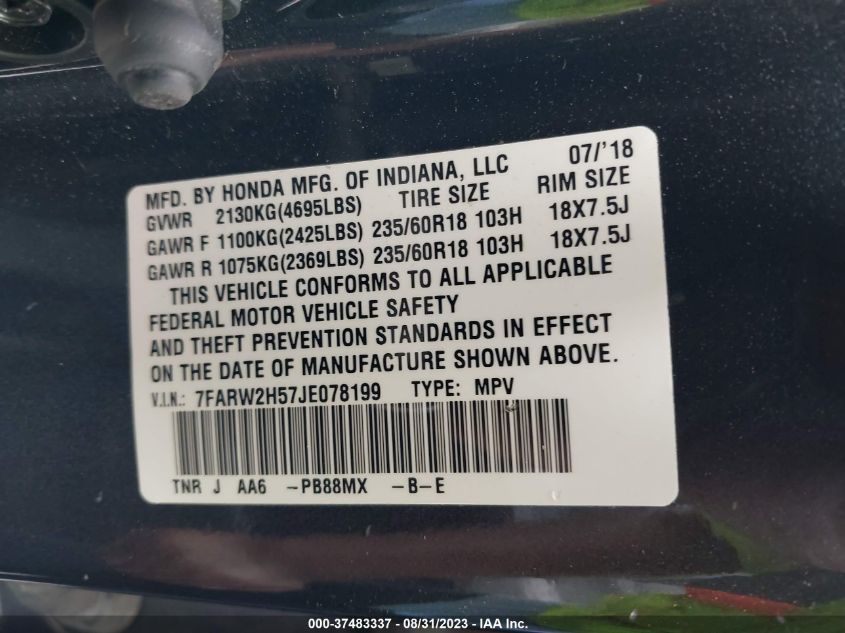 MFD. BY HONDA MFG. OF INDIANA, LLC 07/'18
GVWR 2130KG(4695LBS) TIRE SIZE RIM SIZE
GAWR F 1100KG(2425LBS) 235/60R18 103H 18X7.5J
GAWR R 1075KG(2369LBS) 235/60R18 103H 18X7.5J
THIS VEHICLE CONFORMS TO ALL APPLICABLE
FEDERAL MOTOR VEHICLE SAFETY
AND THEFT PREVENTION STANDARDS IN EFFECT
ON THE DATE OF MANUFACTURE SHOWN ABOVE.
V.I.N.: 7FARW2H57JE078199 TYPE: MPV
TNR J AA6 -PB88MX -B-E
000-37483337 - 08/31/2023 - IAA Inc.